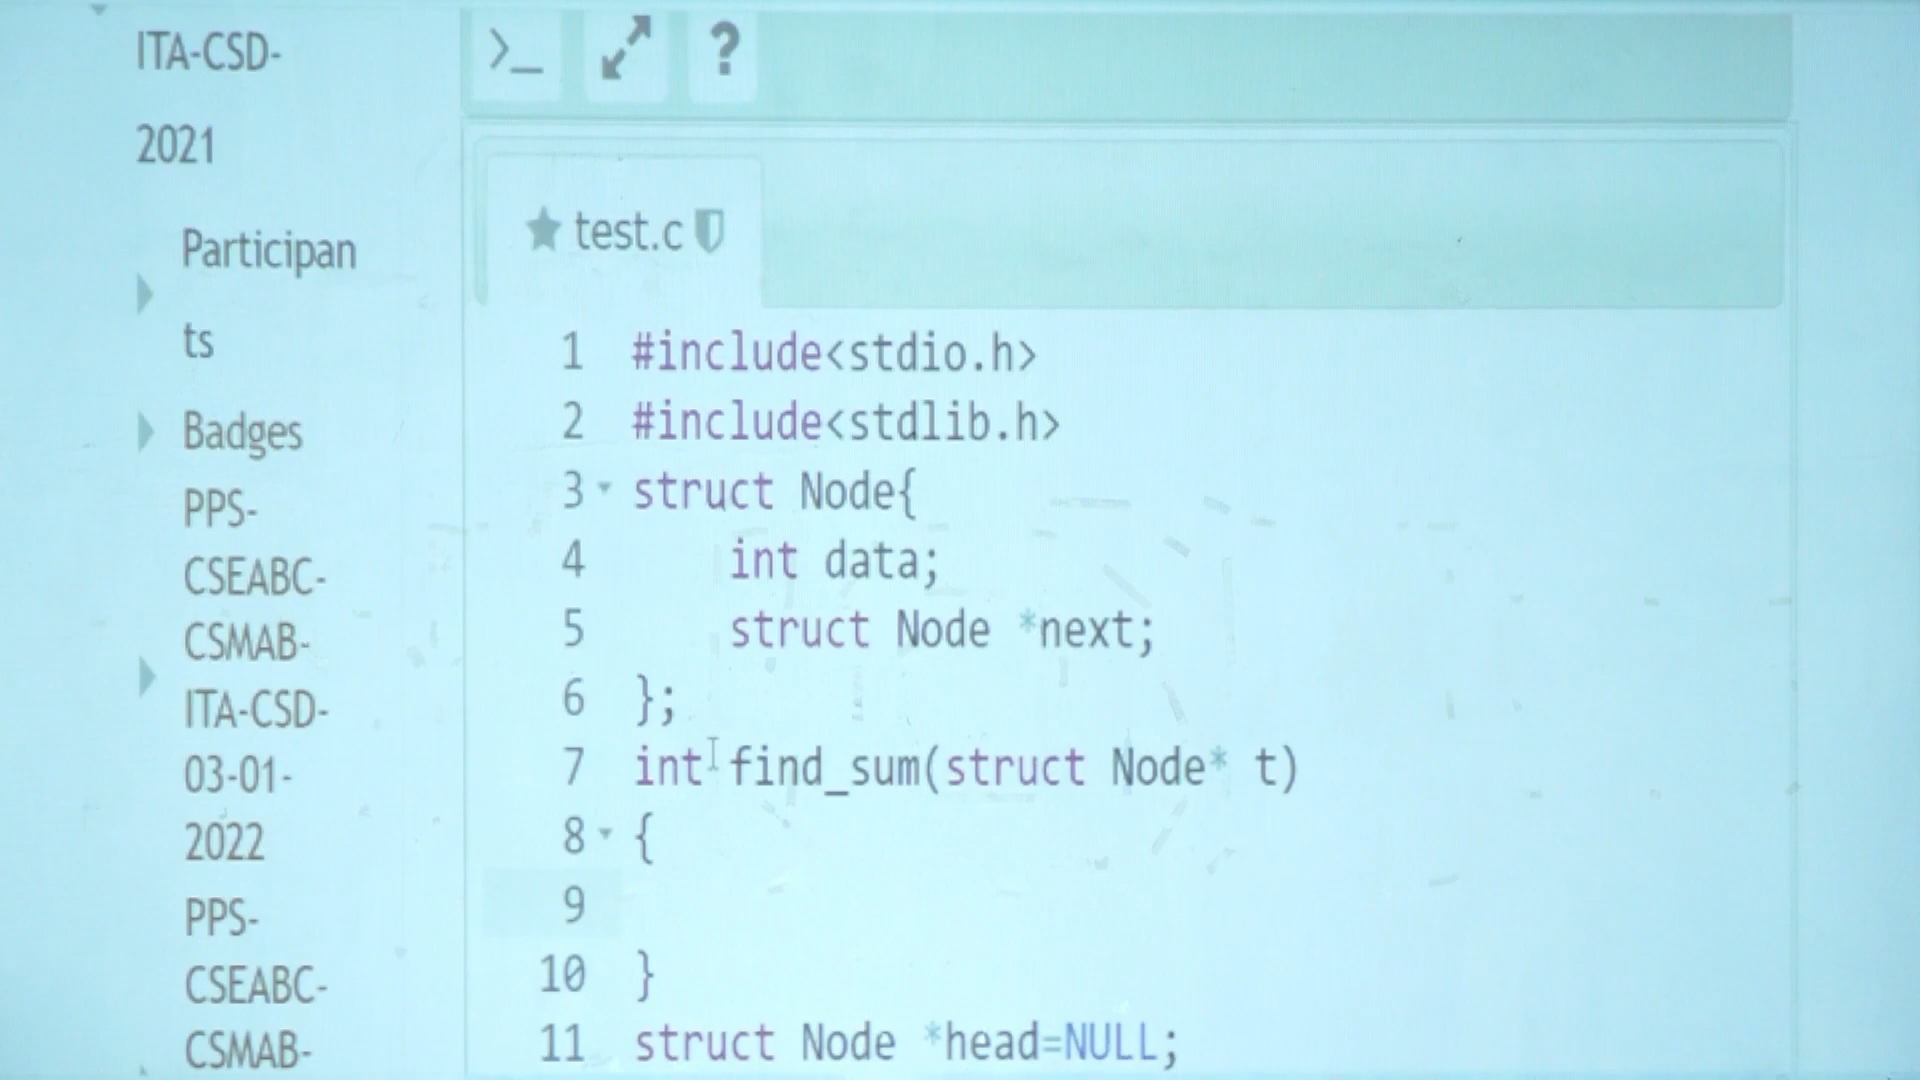 ITA-CSD-
2021
Participan
ts
Badges
PPS-
CSEABC-
CSMAB-
ITA-CSD-
03-01-
2022
PPS-
CSEABC-
CSMAB-
>_ ?
test.c
1 #include<stdio.h>
2 #include<stdlib.h>
3 struct Node{
4 int data;
5 struct Node *next;
6 };
7 int find_sum(struct Node* t)
8 {
9
10 }
11 struct Node *head=NULL;